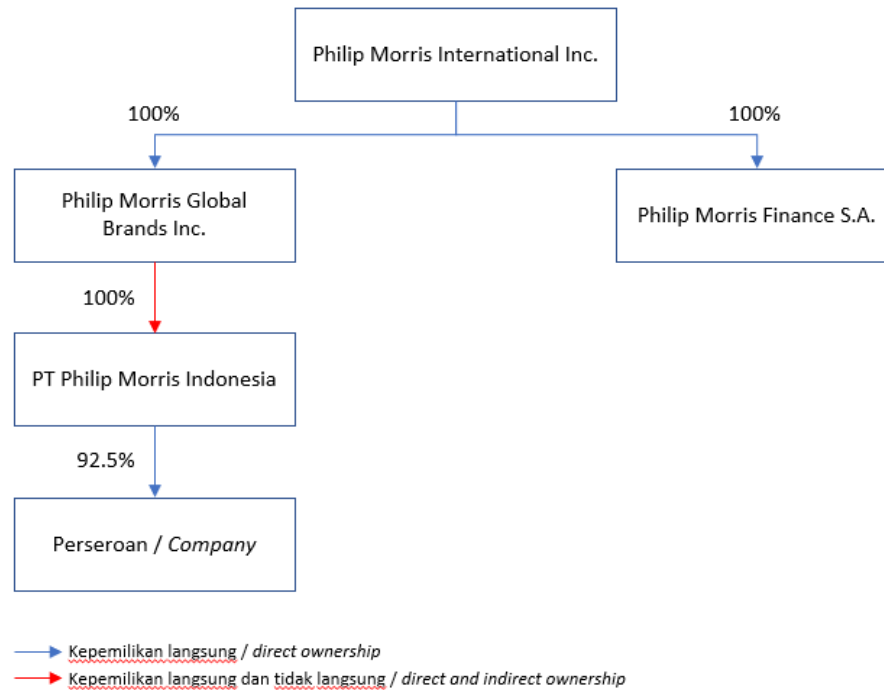 Philip Morris International Inc.
100%
100%
Philip Morris Global
Brands Inc.
Philip Morris Finance S.A.
100%
PT Philip Morris Indonesia
92.5%
Perseroan / Company
Kepemilikan langsung / direct ownership
Kepemilikan langsung dan tidak langsung / direct and indirect ownership